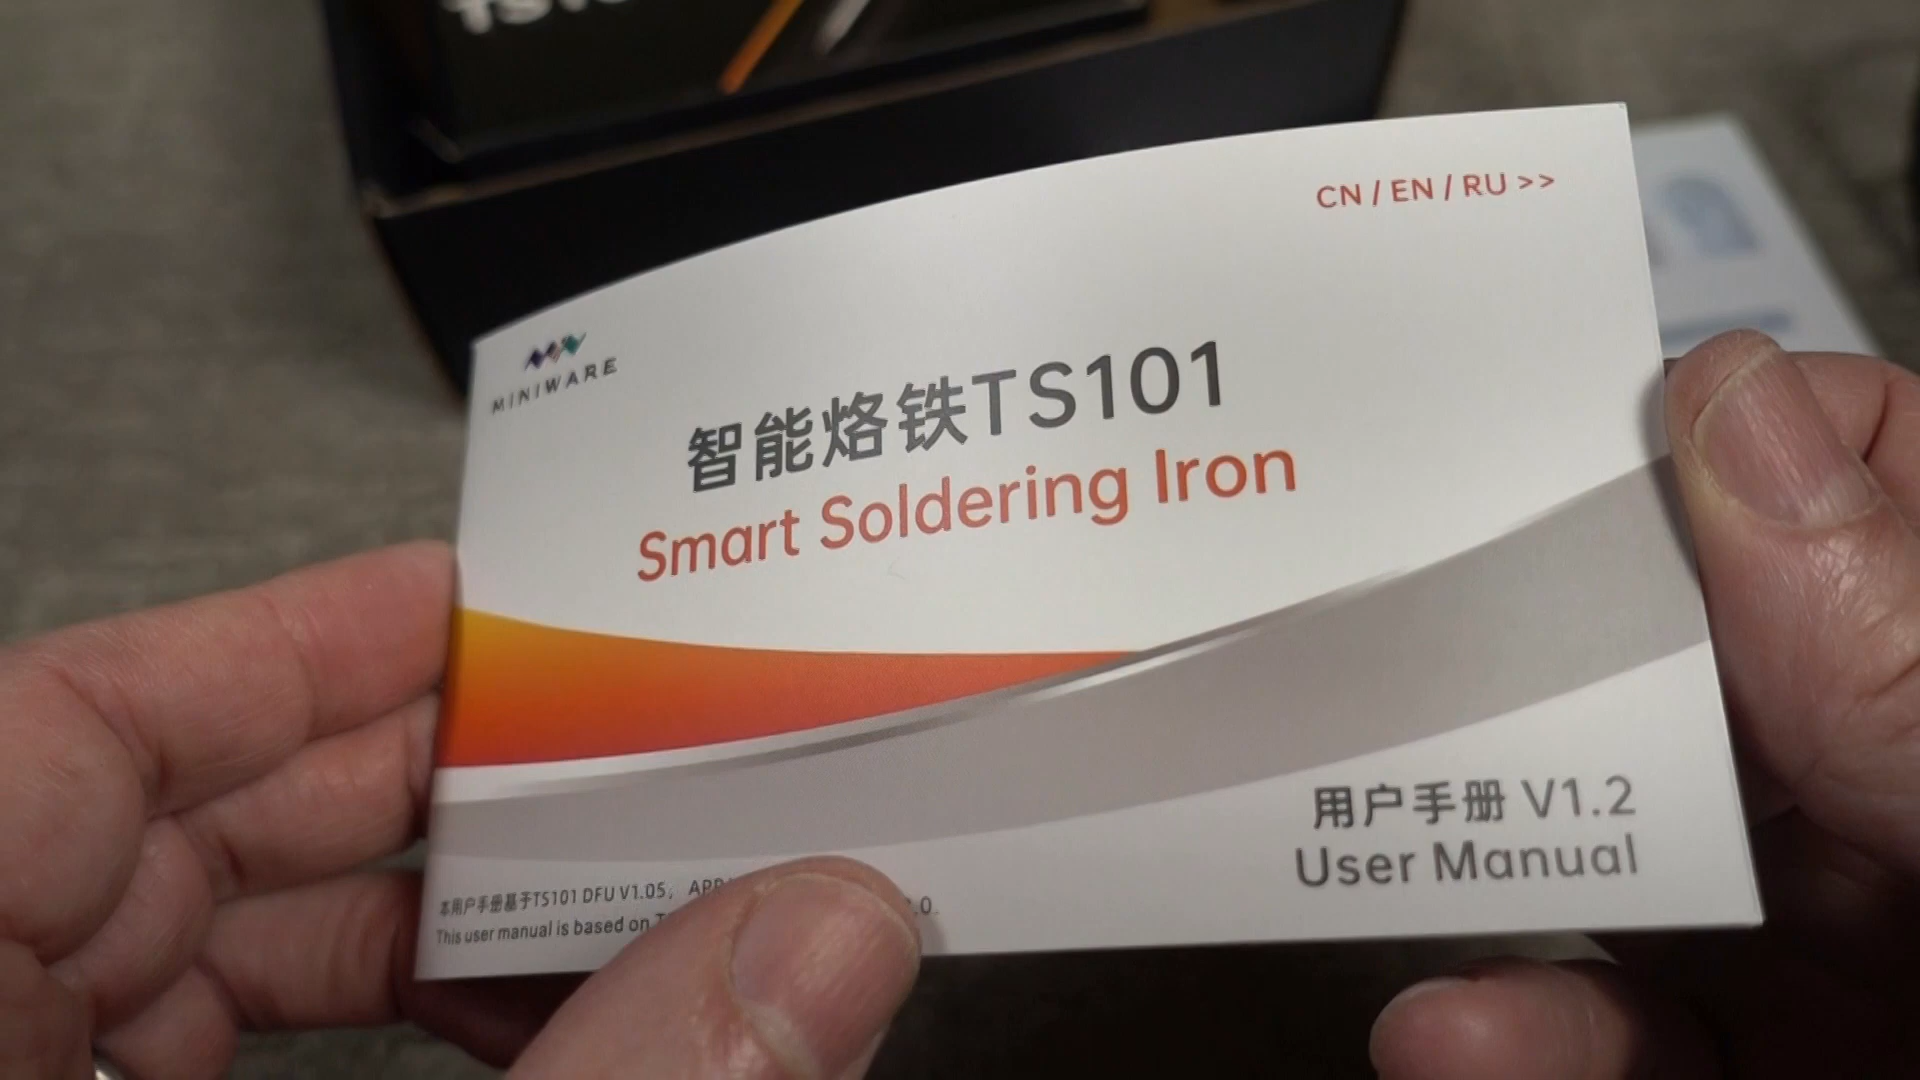 CN / EN / RU >>
MINIWARE
智能烙铁TS101
Smart Soldering Iron
用户手册 V1.2
User Manual
本用户手册基于TS101 DFU V1.05,
This user manual is based on